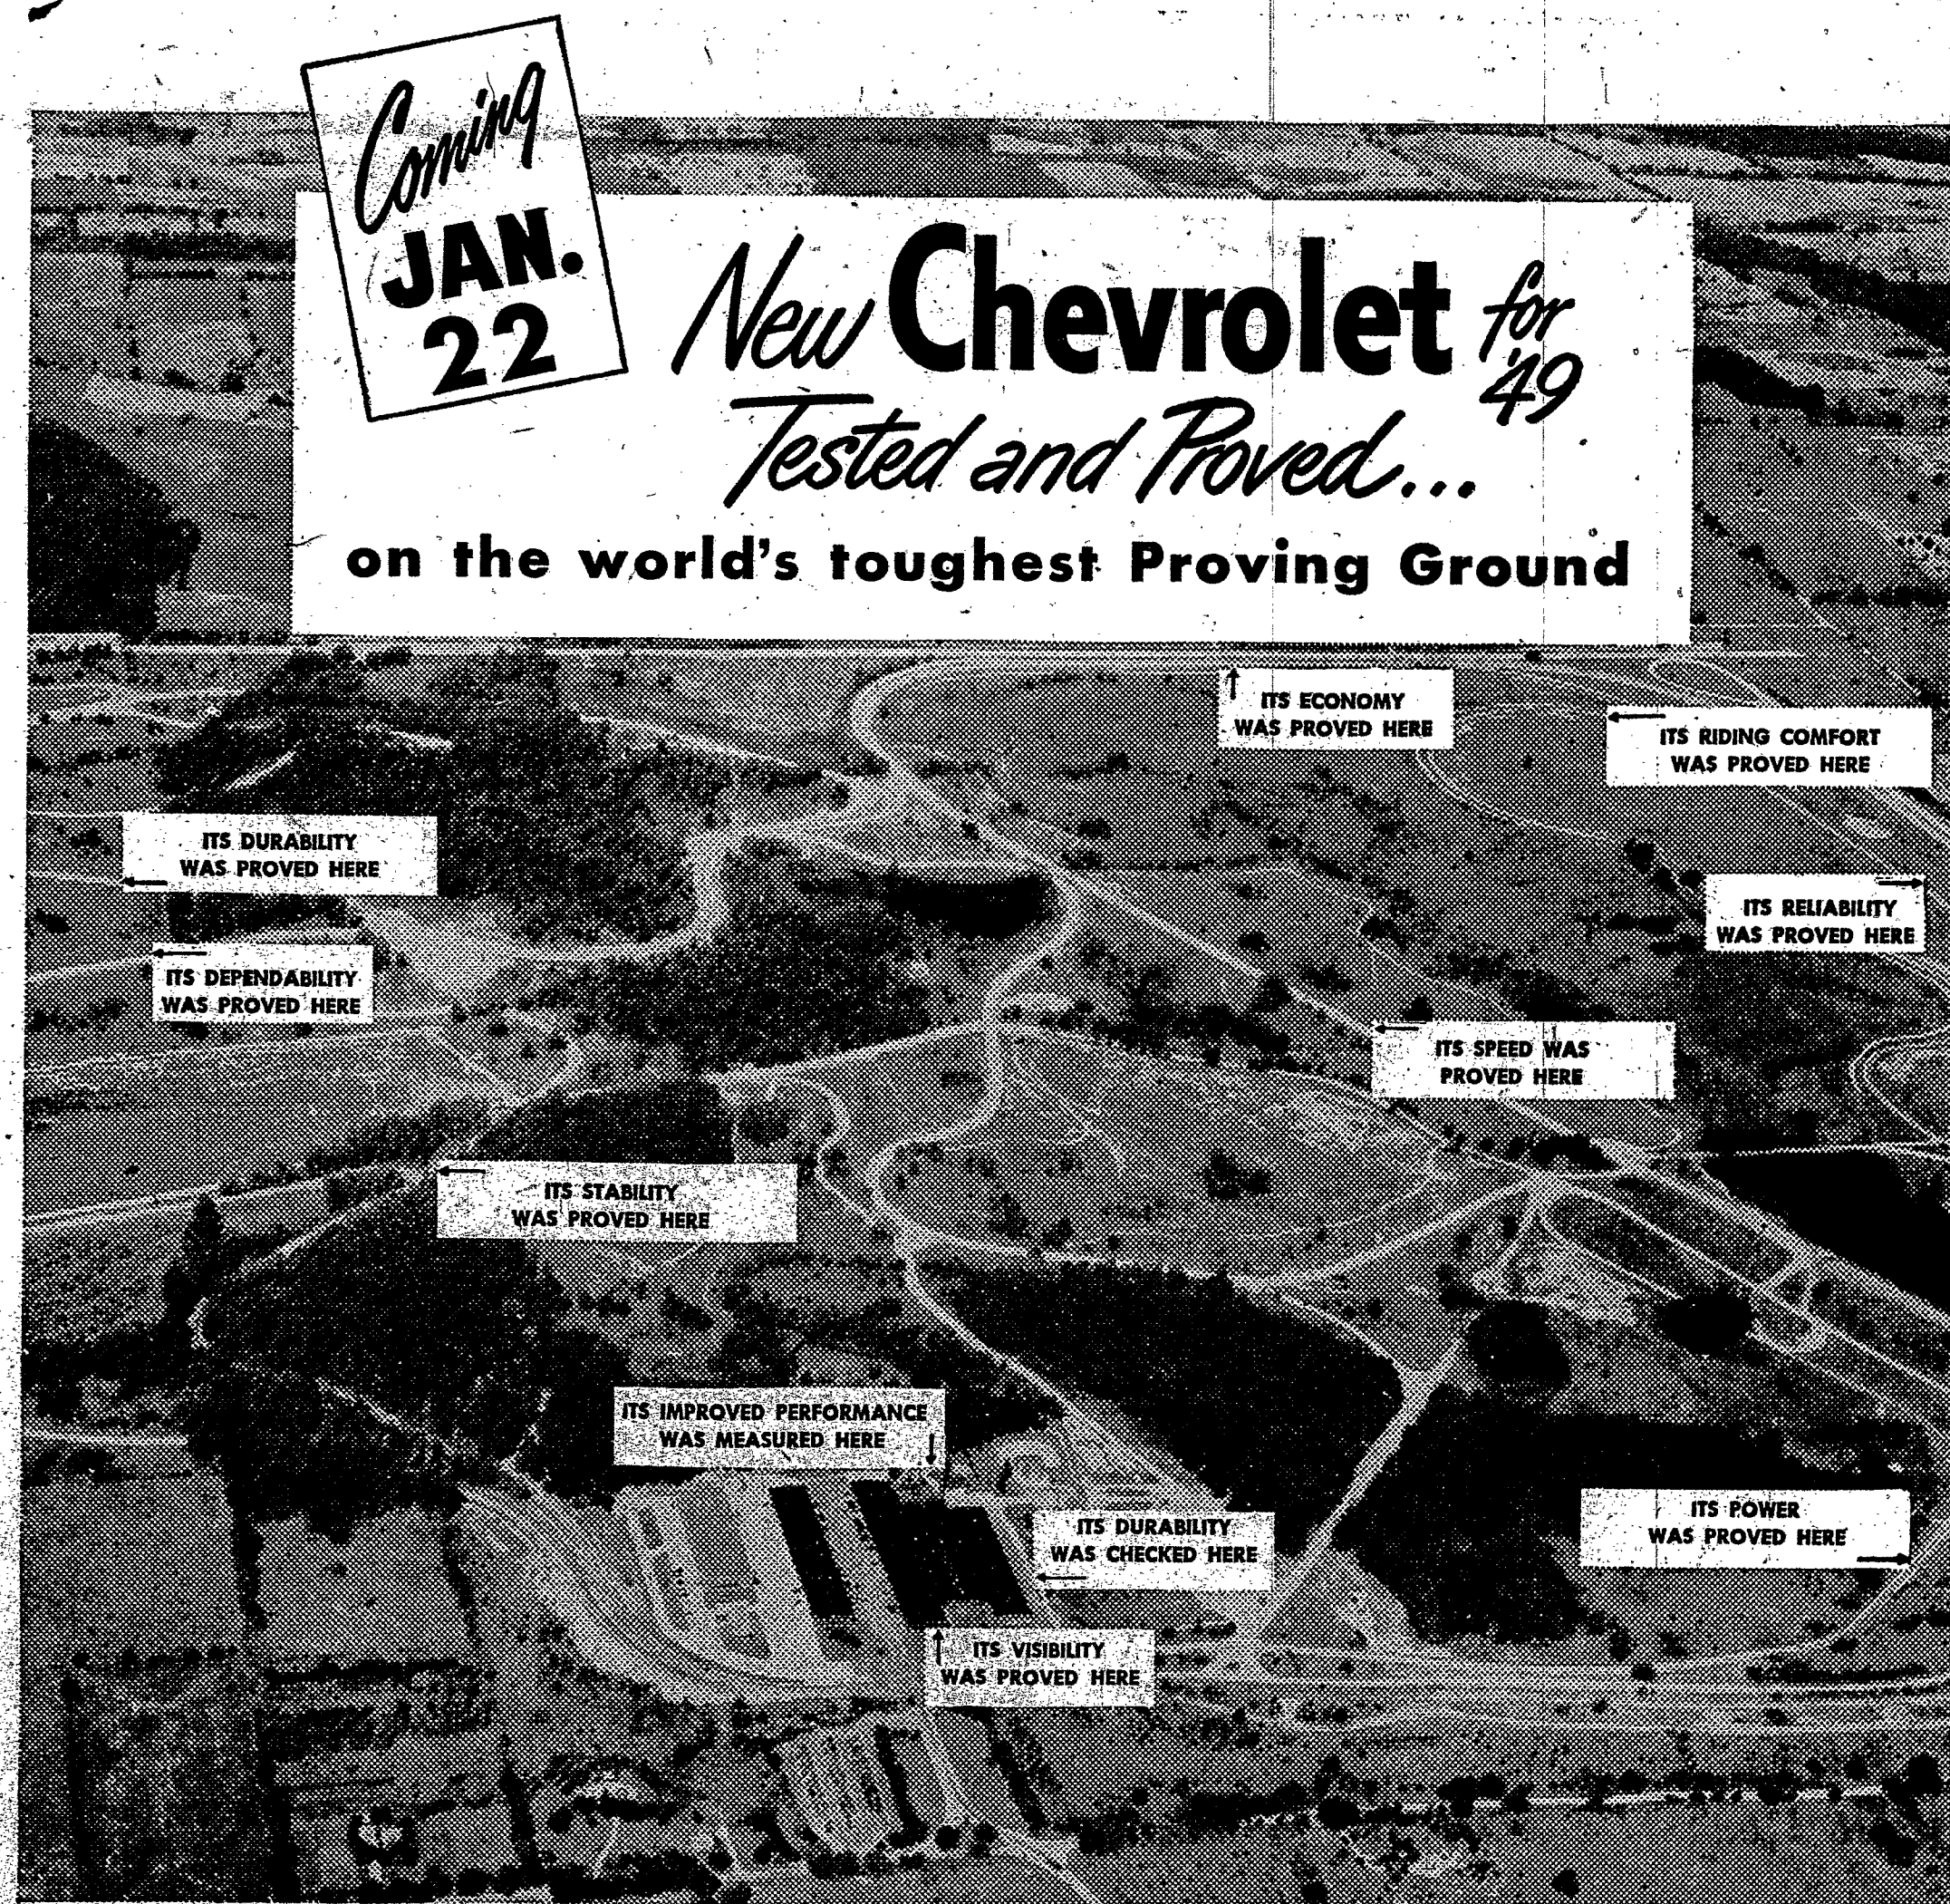 Coming
JAN.
22
New Chevrolet for '49
Tested and Proved...
on the world's toughest Proving Ground
ITS ECONOMY
WAS PROVED HERE
ITS RIDING COMFORT
WAS PROVED HERE
ITS DURABILITY
WAS PROVED HERE
ITS RELIABILITY
WAS PROVED HERE
ITS DEPENDABILITY
WAS PROVED HERE
ITS SPEED WAS
PROVED HERE
ITS STABILITY
WAS PROVED HERE
ITS IMPROVED PERFORMANCE
WAS MEASURED HERE
ITS POWER
WAS PROVED HERE
ITS DURABILITY
WAS CHECKED HERE
ITS VISIBILITY
WAS PROVED HERE